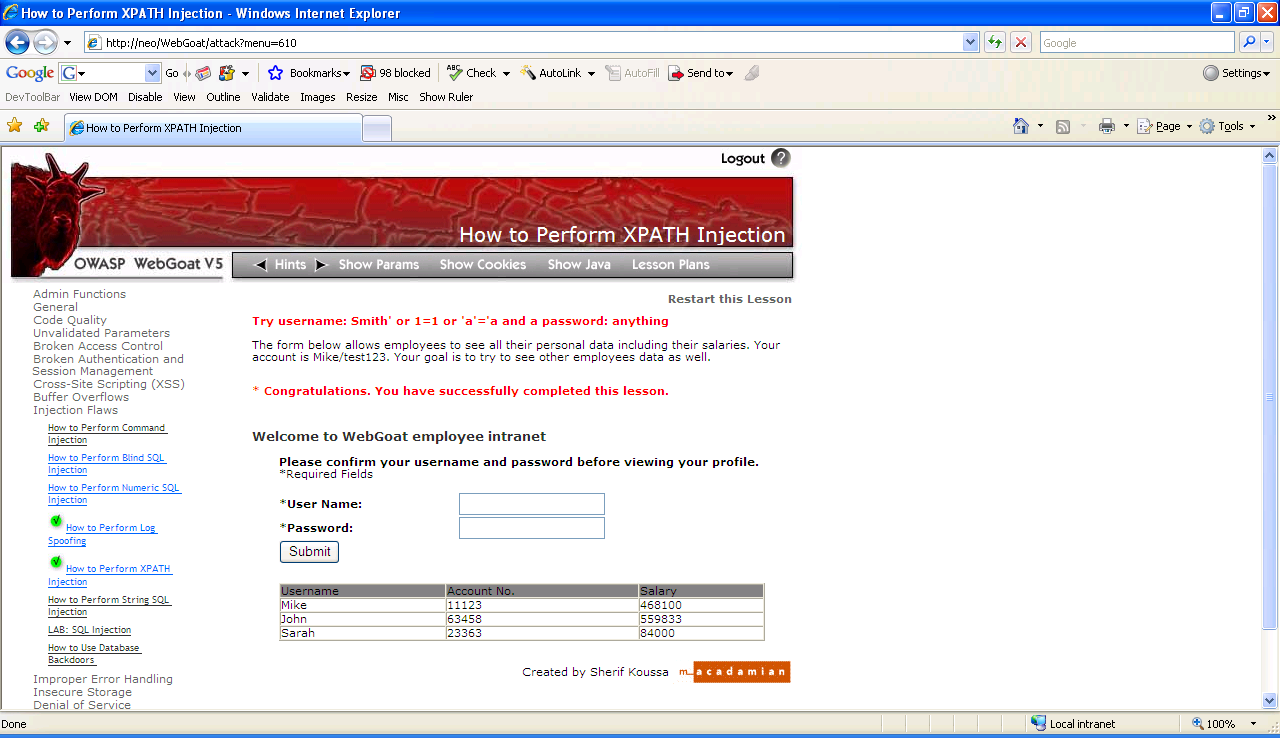 How to Perform XPATH Injection - Windows Internet Explorer
http://neo/WebGoat/attack?menu=610
Google
Google G Go Bookmarks 98 blocked ABC Check AutoLink AutoFill Send to Settings
DevToolBar View DOM Disable View Outline Validate Images Resize Misc Show Ruler
How to Perform XPATH Injection
Page Tools »
Logout ?
How to Perform XPATH Injection
OWASP WebGoat V5
Hints Show Params Show Cookies Show Java Lesson Plans
Admin Functions
General
Code Quality
Unvalidated Parameters
Broken Access Control
Broken Authentication and
Session Management
Cross-Site Scripting (XSS)
Buffer Overflows
Injection Flaws
How to Perform Command
Injection
How to Perform Blind SQL
Injection
How to Perform Numeric SQL
Injection
How to Perform Log
Spoofing
How to Perform XPATH
Injection
How to Perform String SQL
Injection
LAB: SQL Injection
How to Use Database
Backdoors
Improper Error Handling
Insecure Storage
Denial of Service
Restart this Lesson
Try username: Smith' or 1=1 or 'a'='a and a password: anything
The form below allows employees to see all their personal data including their salaries. Your
account is Mike/test123. Your goal is to try to see other employees data as well.
* Congratulations. You have successfully completed this lesson.
Welcome to WebGoat employee intranet
Please confirm your username and password before viewing your profile.
*Required Fields
*User Name:
*Password:
Submit
Username Account No. Salary
Mike 11123 468100
John 63458 559833
Sarah 23363 84000
Created by Sherif Koussa m_acadamian
Done Local intranet 100%